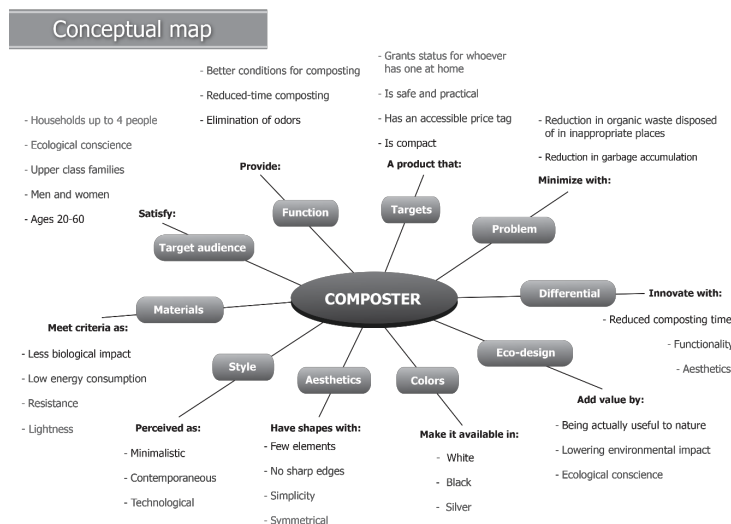 Conceptual map
- Grants status for whoever
has one at home
- Is safe and practical
- Has an accessible price tag
- Is compact
A product that:
Targets
- Better conditions for composting
- Reduced-time composting
- Elimination of odors
Provide:
Function
- Households up to 4 people
- Ecological conscience
- Upper class families
- Men and women
- Ages 20-60
Satisfy:
Target audience
- Reduction in organic waste disposed
of in inappropriate places
- Reduction in garbage accumulation
Minimize with:
Problem
COMPOSTER
Differential
Innovate with:
- Reduced composting time
- Functionality
- Aesthetics
Materials
Meet criteria as:
- Less biological impact
- Low energy consumption
- Resistance
- Lightness
Style
Perceived as:
- Minimalistic
- Contemporaneous
- Technological
Aesthetics
Have shapes with:
- Few elements
- No sharp edges
- Simplicity
- Symmetrical
Colors
Make it available in:
- White
- Black
- Silver
Eco-design
Add value by:
- Being actually useful to nature
- Lowering environmental impact
- Ecological conscience